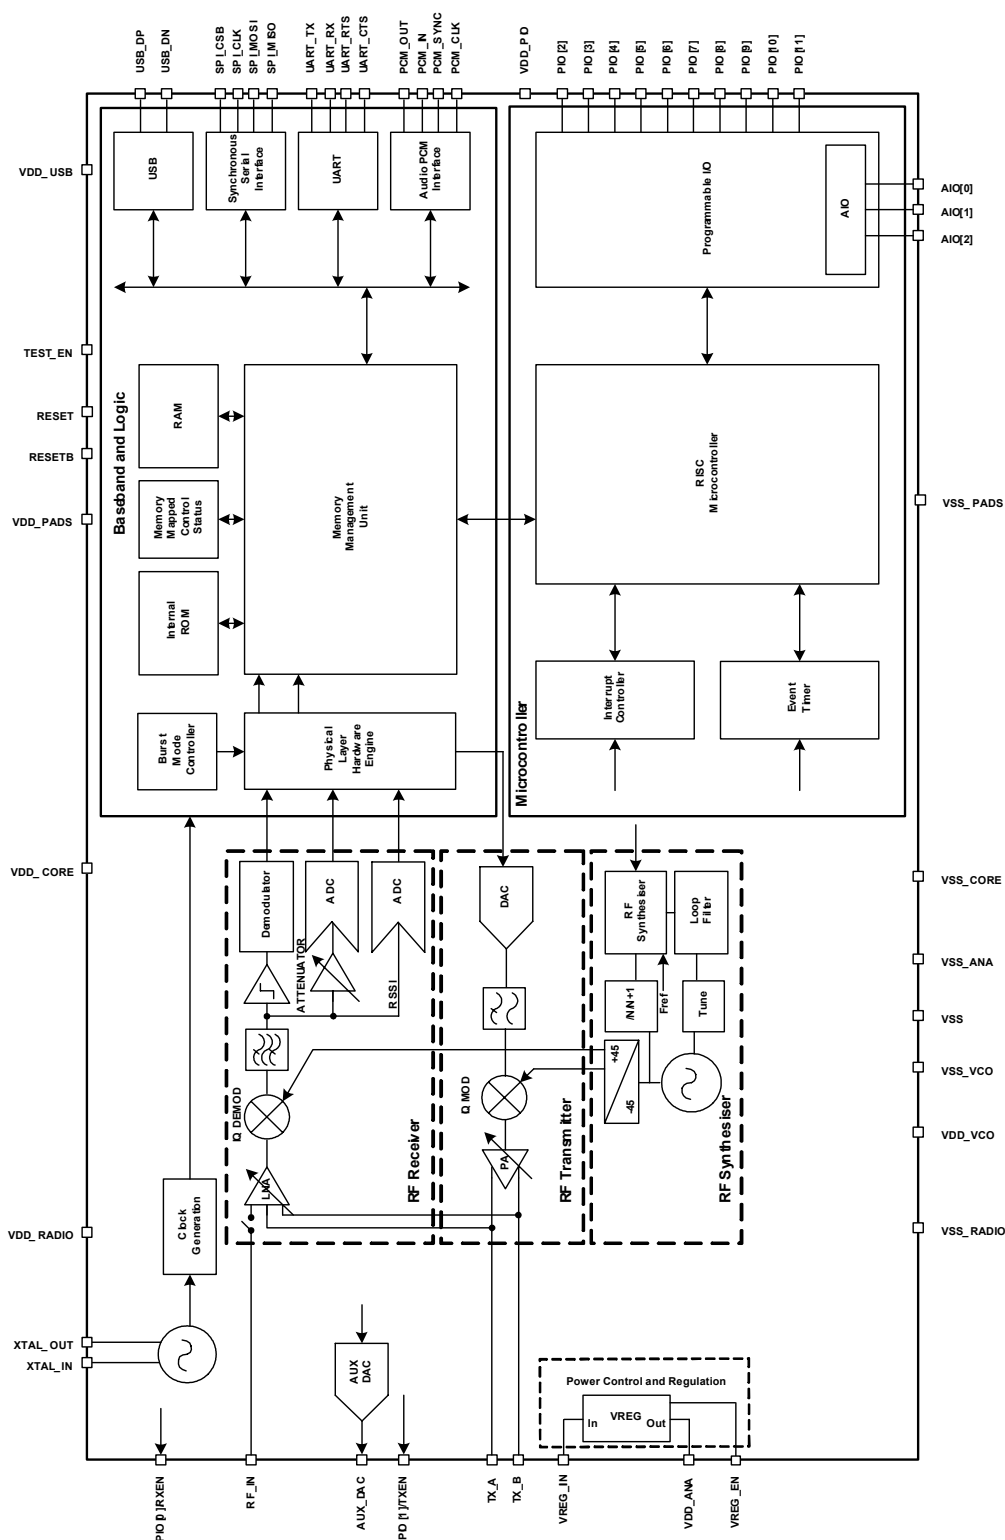 USB_DP
USB_DN
SPI_CSB
SPI_CLK
SPI_MOSI
SPI_MISO
UART_TX
UART_RX
UART_RTS
UART_CTS
PCM_OUT
PCM_IN
PCM_SYNC
PCM_CLK
VDD_PIO
PIO[2]
PIO[3]
PIO[4]
PIO[5]
PIO[6]
PIO[7]
PIO[8]
PIO[9]
PIO[10]
PIO[11]
VDD_USB
TEST_EN
RESET
RESETB
VDD_PADS
VDD_CORE
VDD_RADIO
XTAL_OUT
XTAL_IN
AIO[0]
AIO[1]
AIO[2]
VSS_PADS
VSS_CORE
VSS_ANA
VSS
VSS_VCO
VDD_VCO
VSS_RADIO
USB
Synchronous
Serial
Interface
UART
Audio PCM
Interface
Programmable I/O
AIO
Baseband and Logic
RAM
Memory
Mapped
Control
Status
Internal
ROM
Memory
Management
Unit
RISC
Microcontroller
Burst
Mode
Controller
Physical
Layer
Hardware
Engine
Microcontroller
Interrupt
Controller
Event
Timer
Demodulator
ADC
ADC
ATTENUATOR
RSSI
IQ DEMOD
LNA
RF Receiver
DAC
IQ MOD
PA
RF Transmitter
RF
Synthesiser
Loop
Filter
/N/N+1
Fref
Tune
+45
-45
RF Synthesiser
Clock
Generation
AUX
DAC
Power Control and Regulation
In
VREG
Out
PIO[0]/RXEN
RF_IN
AUX_DAC
PIO[1]/TXEN
TX_A
TX_B
VREG_IN
VDD_ANA
VREG_EN